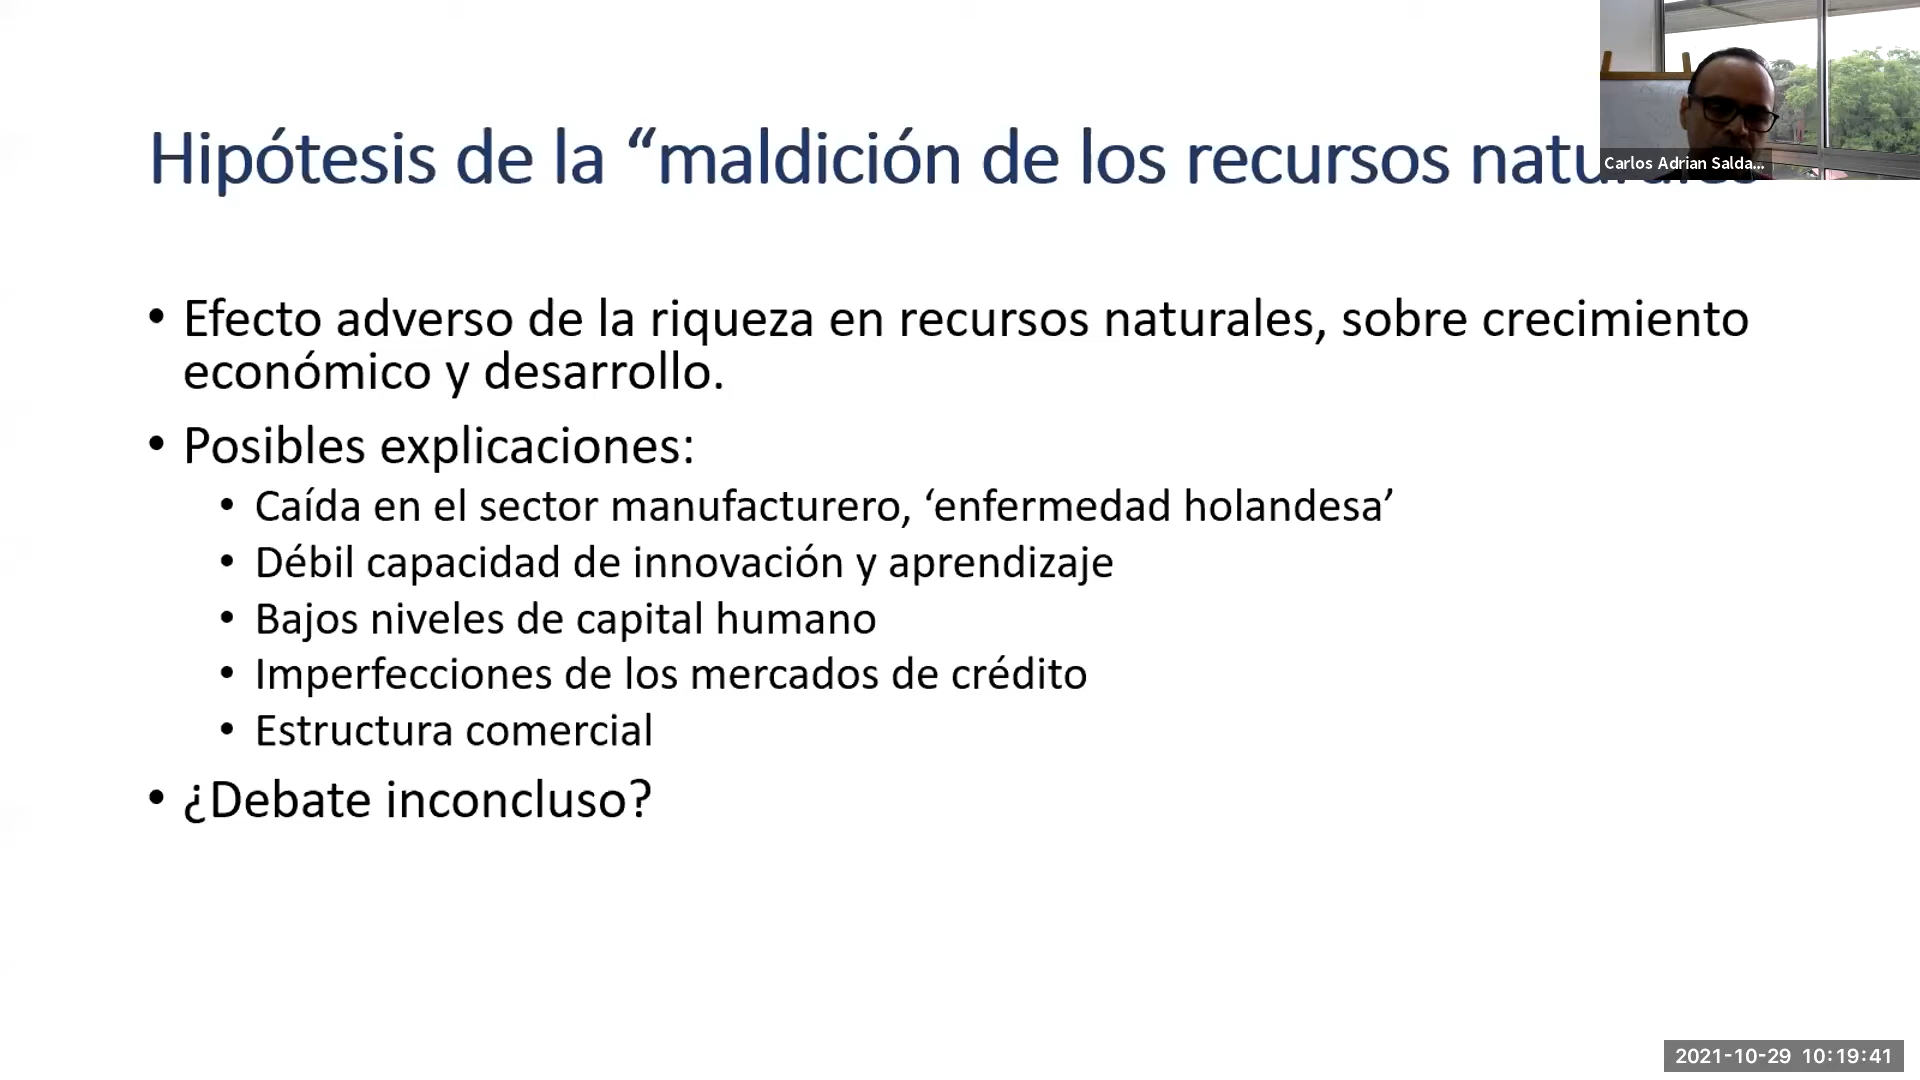 Hipótesis de la “maldición de los recursos
Carlos Adrian Salda...
• Efecto adverso de la riqueza en recursos naturales, sobre crecimiento
económico y desarrollo.
• Posibles explicaciones:
• Caída en el sector manufacturero, ‘enfermedad holandesa’
• Débil capacidad de innovación y aprendizaje
• Bajos niveles de capital humano
• Imperfecciones de los mercados de crédito
• Estructura comercial
• ¿Debate inconcluso?
2021-10-29 10:19:41